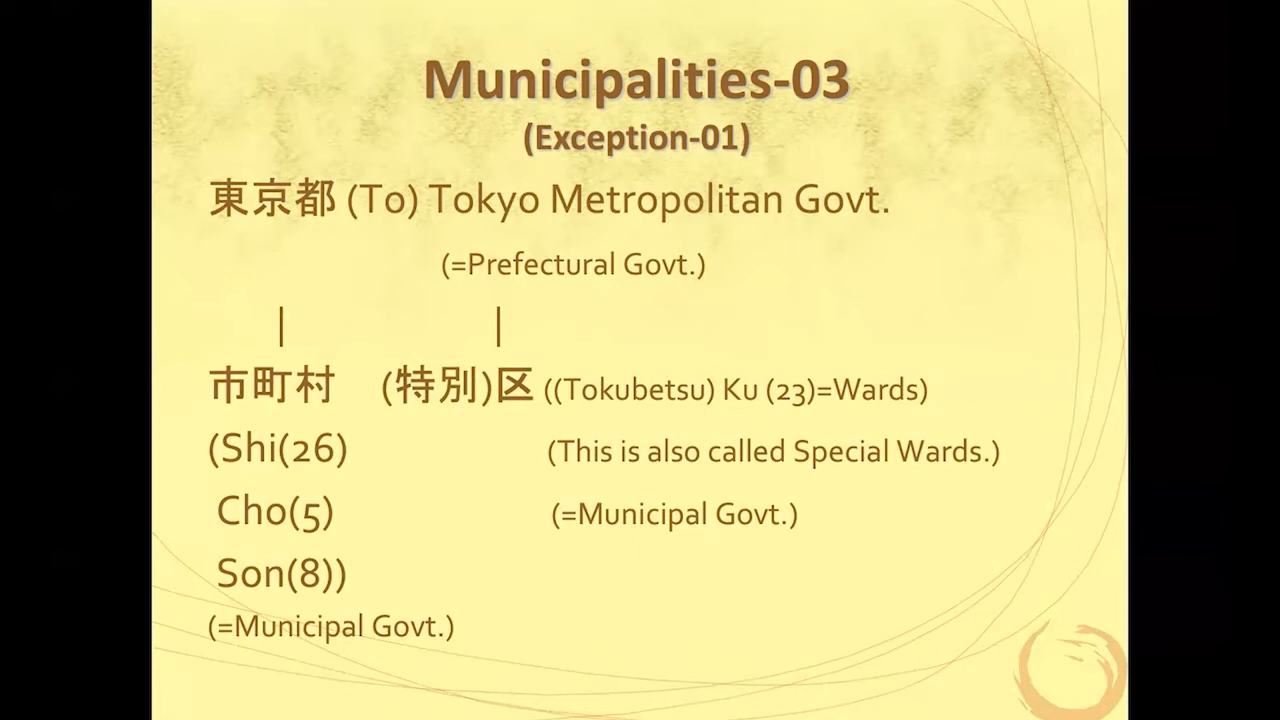 Municipalities-03
(Exception-01)
東京都 (To) Tokyo Metropolitan Govt.
(=Prefectural Govt.)
| |
市町村 (特別)区 ((Tokubetsu) Ku (23)=Wards)
(Shi(26) (This is also called Special Wards.)
Cho(5) (=Municipal Govt.)
Son(8))
(=Municipal Govt.)